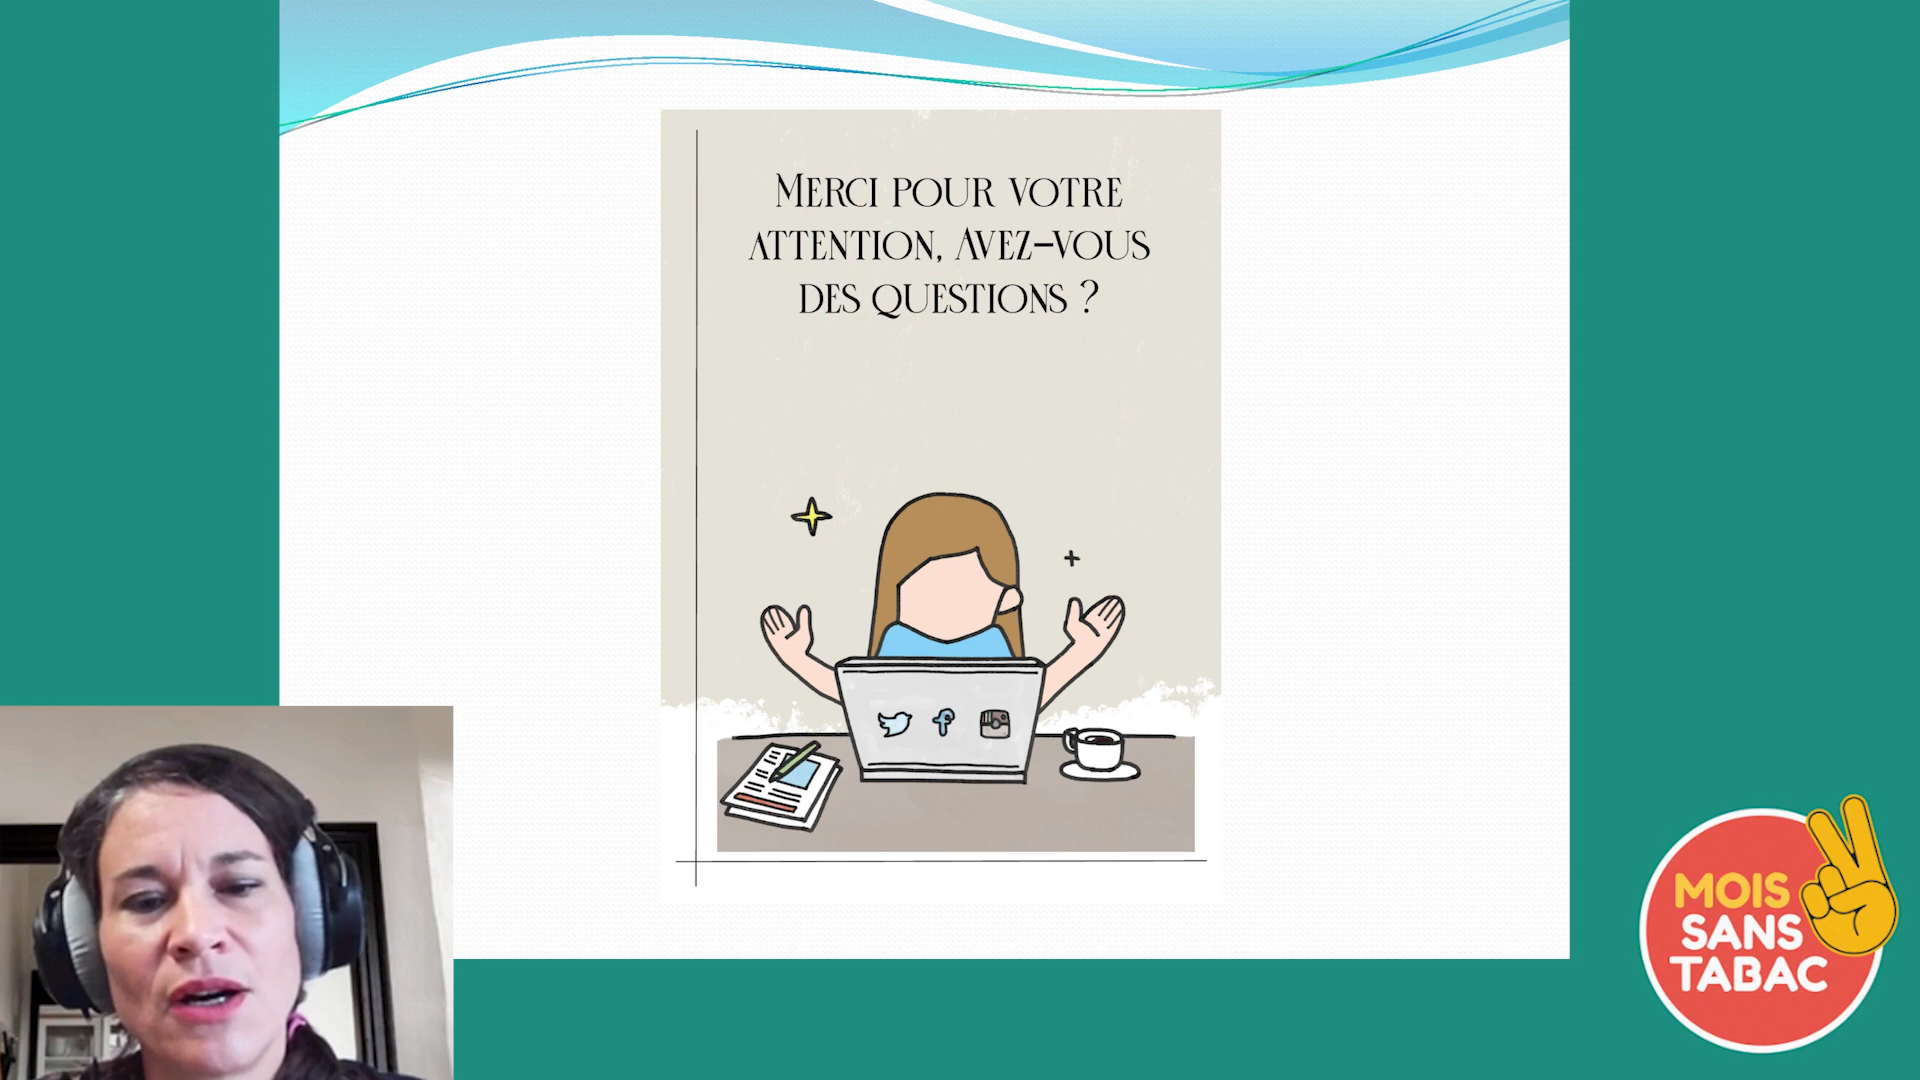 Merci pour votre
attention, Avez-vous
des questions ?
MOIS
SANS
TABAC